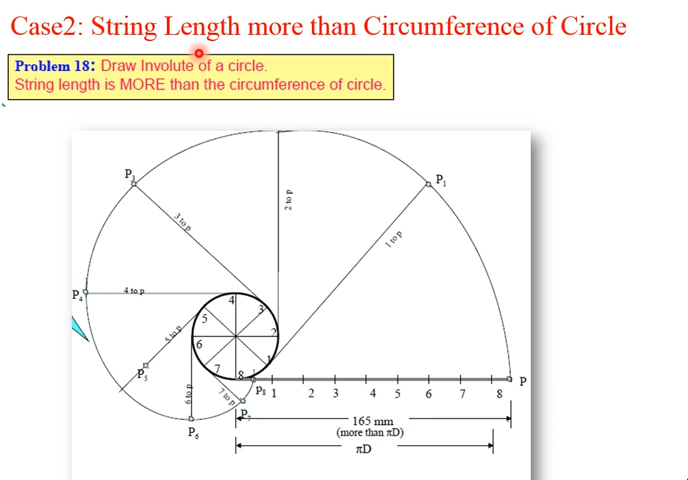 Case2: String Length more than Circumference of Circle
Problem 18: Draw Involute of a circle.
String length is MORE than the circumference of circle.
P3
P1
2 to p
3 to p
1 to p
P4
4 to p
4
3
5
5 to p
2
6
1
7
8
P5
6 to p
7 to p
P8
1 2 3 4 5 6 7 8
P
P7
P6
165 mm
(more than πD)
πD